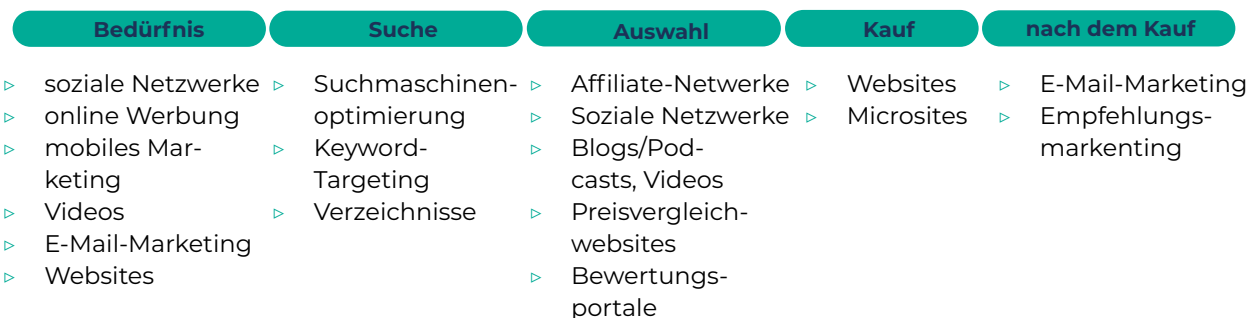 Bedürfnis
soziale Netzwerke
online Werbung
mobiles Mar-
keting
Videos
E-Mail-Marketing
Websites
Suche
Suchmaschinen-
optimierung
Keyword-
Targeting
Verzeichnisse
Auswahl
Affiliate-Netwerke
Soziale Netzwerke
Blogs/Pod-
casts, Videos
Preisvergleich-
websites
Bewertungs-
portale
Kauf
Websites
Microsites
nach dem Kauf
E-Mail-Marketing
Empfehlungs-
markenting